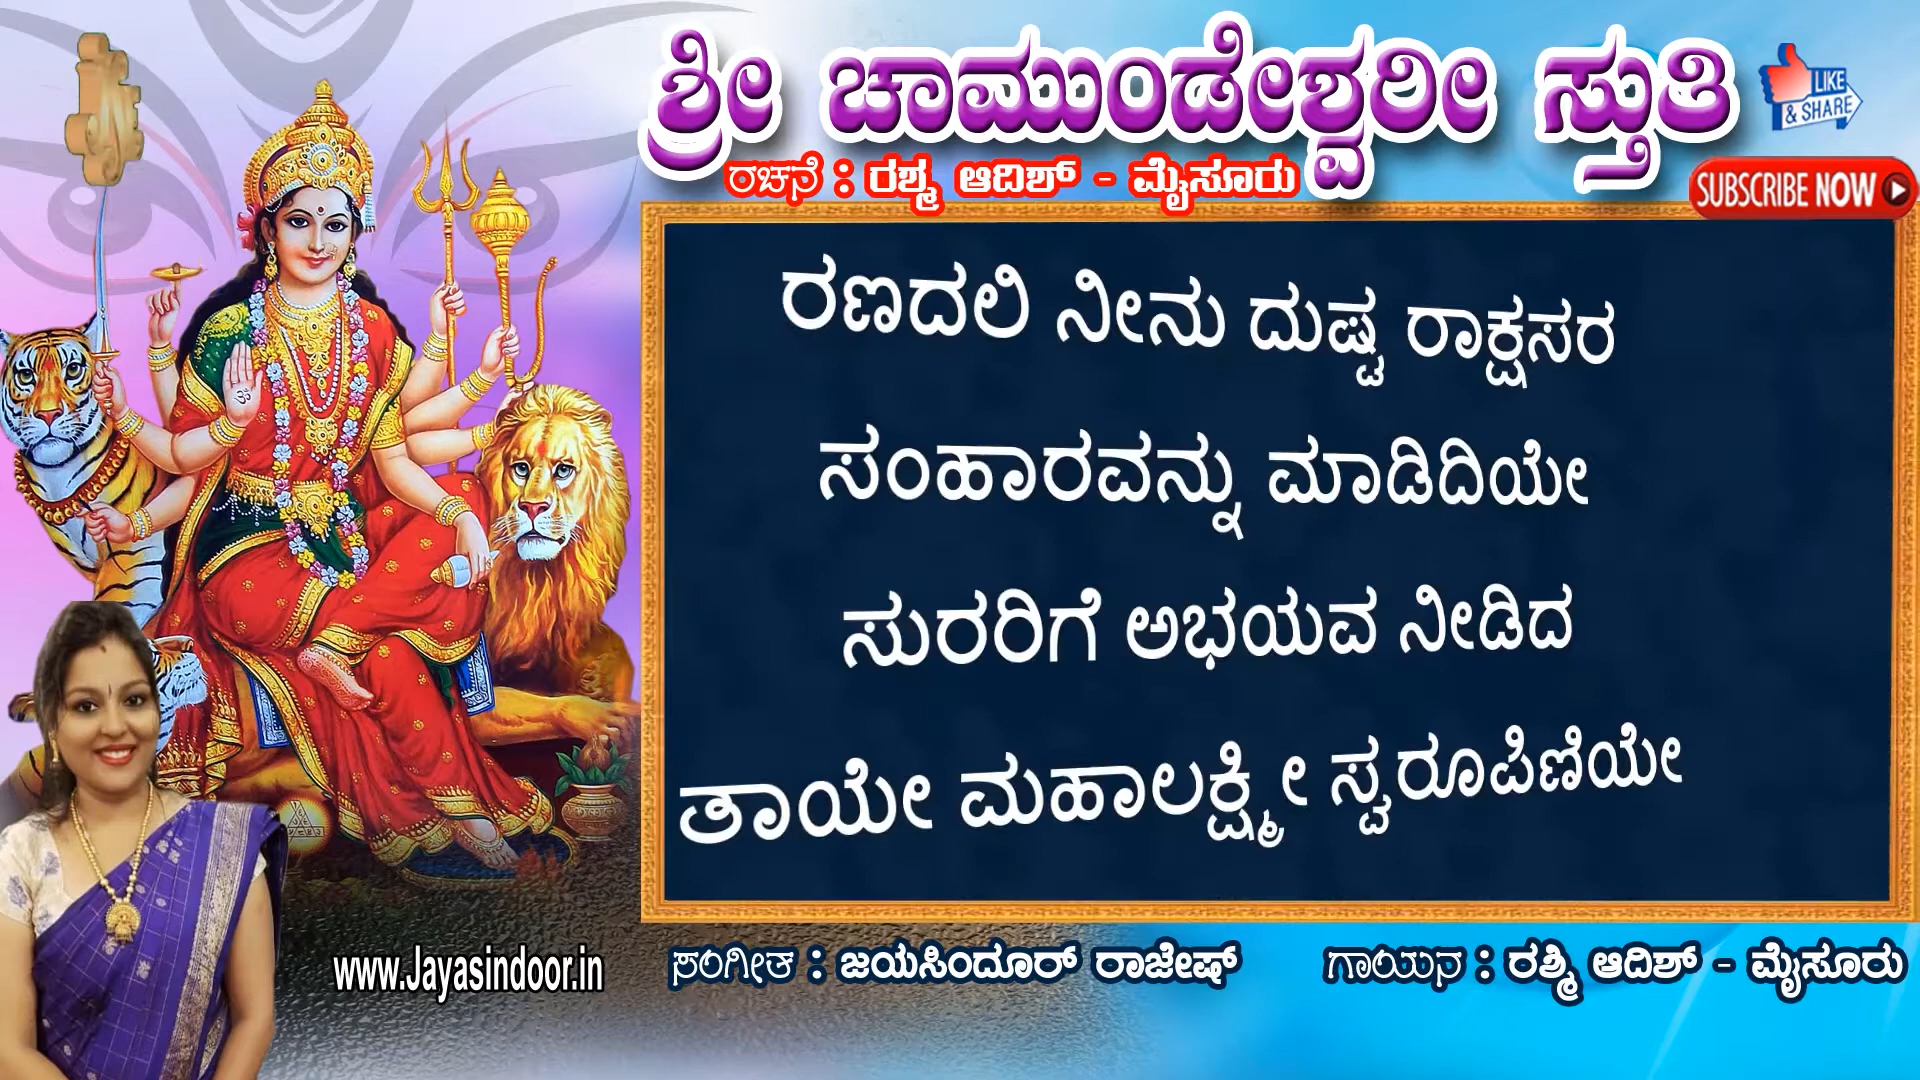 ಶ್ರೀ ಚಾಮುಂಡೇಶ್ವರೀ ಸ್ತುತಿ
LIKE
& SHARE
ರಚನೆ : ರಶ್ಮಿ ಆದಿಶ್ - ಮೈಸೂರು
SUBSCRIBE NOW
ರಣದಲಿ ನೀನು ದುಷ್ಟ ರಾಕ್ಷಸರ
ಸಂಹಾರವನ್ನು ಮಾಡಿದಿಯೇ
ಸುರರಿಗೆ ಅಭಯವ ನೀಡಿದ
ತಾಯೇ ಮಹಾಲಕ್ಷ್ಮೀ ಸ್ವರೂಪಿಣಿಯೇ
www.Jayasindoor.in
ಸಂಗೀತ : ಜಯಸಿಂದೂರ್ ರಾಜೇಷ್
ಗಾಯನ : ರಶ್ಮಿ ಆದಿಶ್ - ಮೈಸೂರು